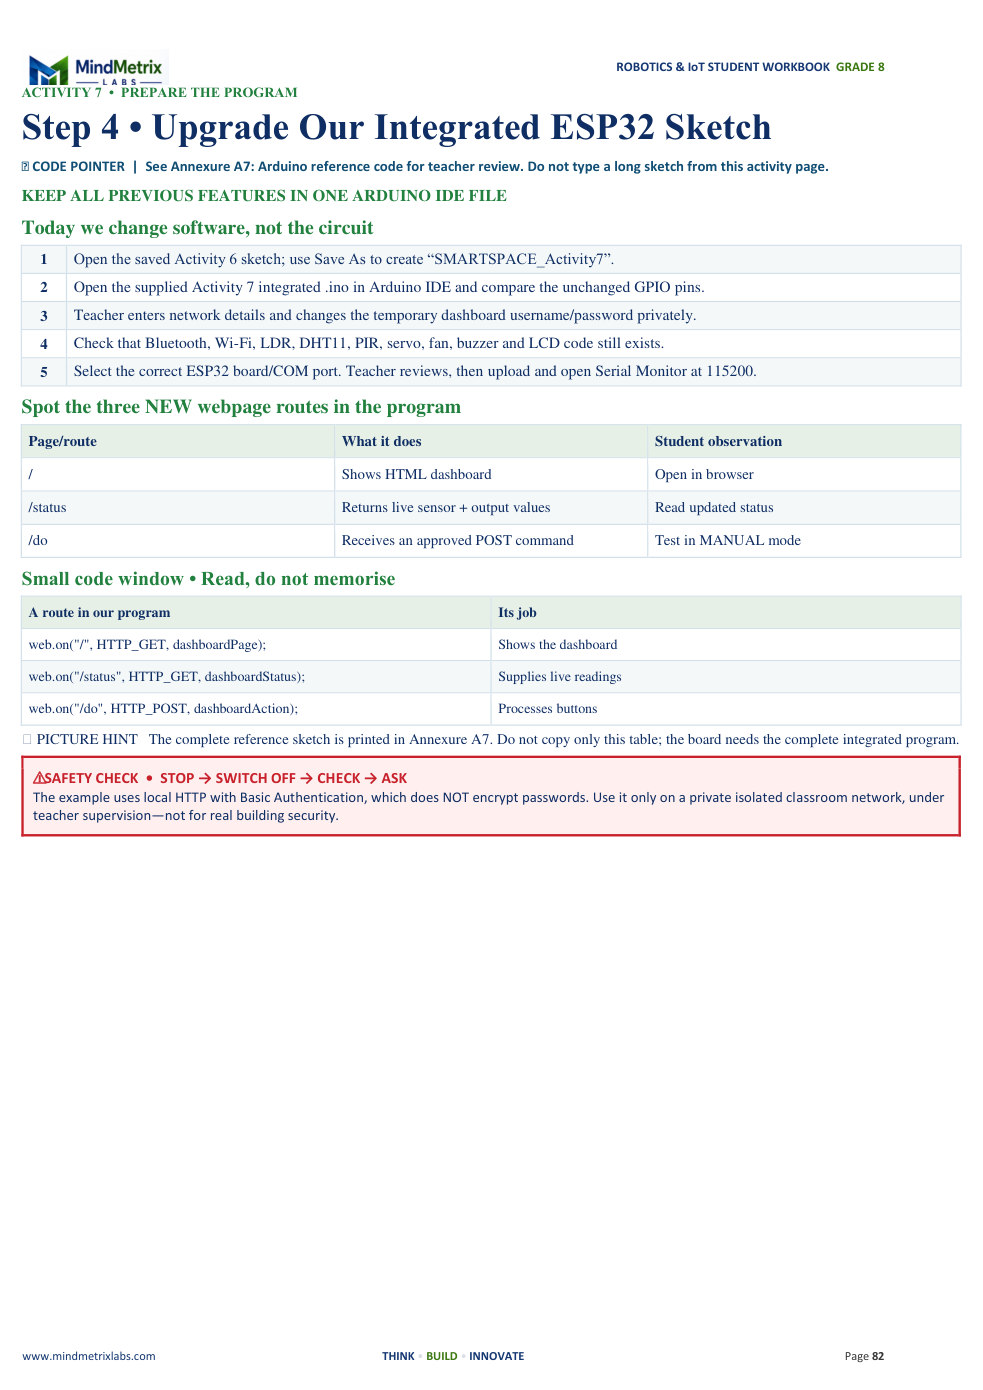 MindMetrix
LABS
ROBOTICS & IoT STUDENT WORKBOOK GRADE 8
ACTIVITY 7 • PREPARE THE PROGRAM
Step 4 • Upgrade Our Integrated ESP32 Sketch
CODE POINTER | See Annexure A7: Arduino reference code for teacher review. Do not type a long sketch from this activity page.
KEEP ALL PREVIOUS FEATURES IN ONE ARDUINO IDE FILE
Today we change software, not the circuit
1 Open the saved Activity 6 sketch; use Save As to create “SMARTSPACE_Activity7”.
2 Open the supplied Activity 7 integrated .ino in Arduino IDE and compare the unchanged GPIO pins.
3 Teacher enters network details and changes the temporary dashboard username/password privately.
4 Check that Bluetooth, Wi-Fi, LDR, DHT11, PIR, servo, fan, buzzer and LCD code still exists.
5 Select the correct ESP32 board/COM port. Teacher reviews, then upload and open Serial Monitor at 115200.
Spot the three NEW webpage routes in the program
Page/route What it does Student observation
/ Shows HTML dashboard Open in browser
/status Returns live sensor + output values Read updated status
/do Receives an approved POST command Test in MANUAL mode
Small code window • Read, do not memorise
A route in our program Its job
web.on("/", HTTP_GET, dashboardPage); Shows the dashboard
web.on("/status", HTTP_GET, dashboardStatus); Supplies live readings
web.on("/do", HTTP_POST, dashboardAction); Processes buttons
PICTURE HINT The complete reference sketch is printed in Annexure A7. Do not copy only this table; the board needs the complete integrated program.
⚠SAFETY CHECK • STOP → SWITCH OFF → CHECK → ASK
The example uses local HTTP with Basic Authentication, which does NOT encrypt passwords. Use it only on a private isolated classroom network, under
teacher supervision—not for real building security.
www.mindmetrixlabs.com THINK • BUILD • INNOVATE Page 82